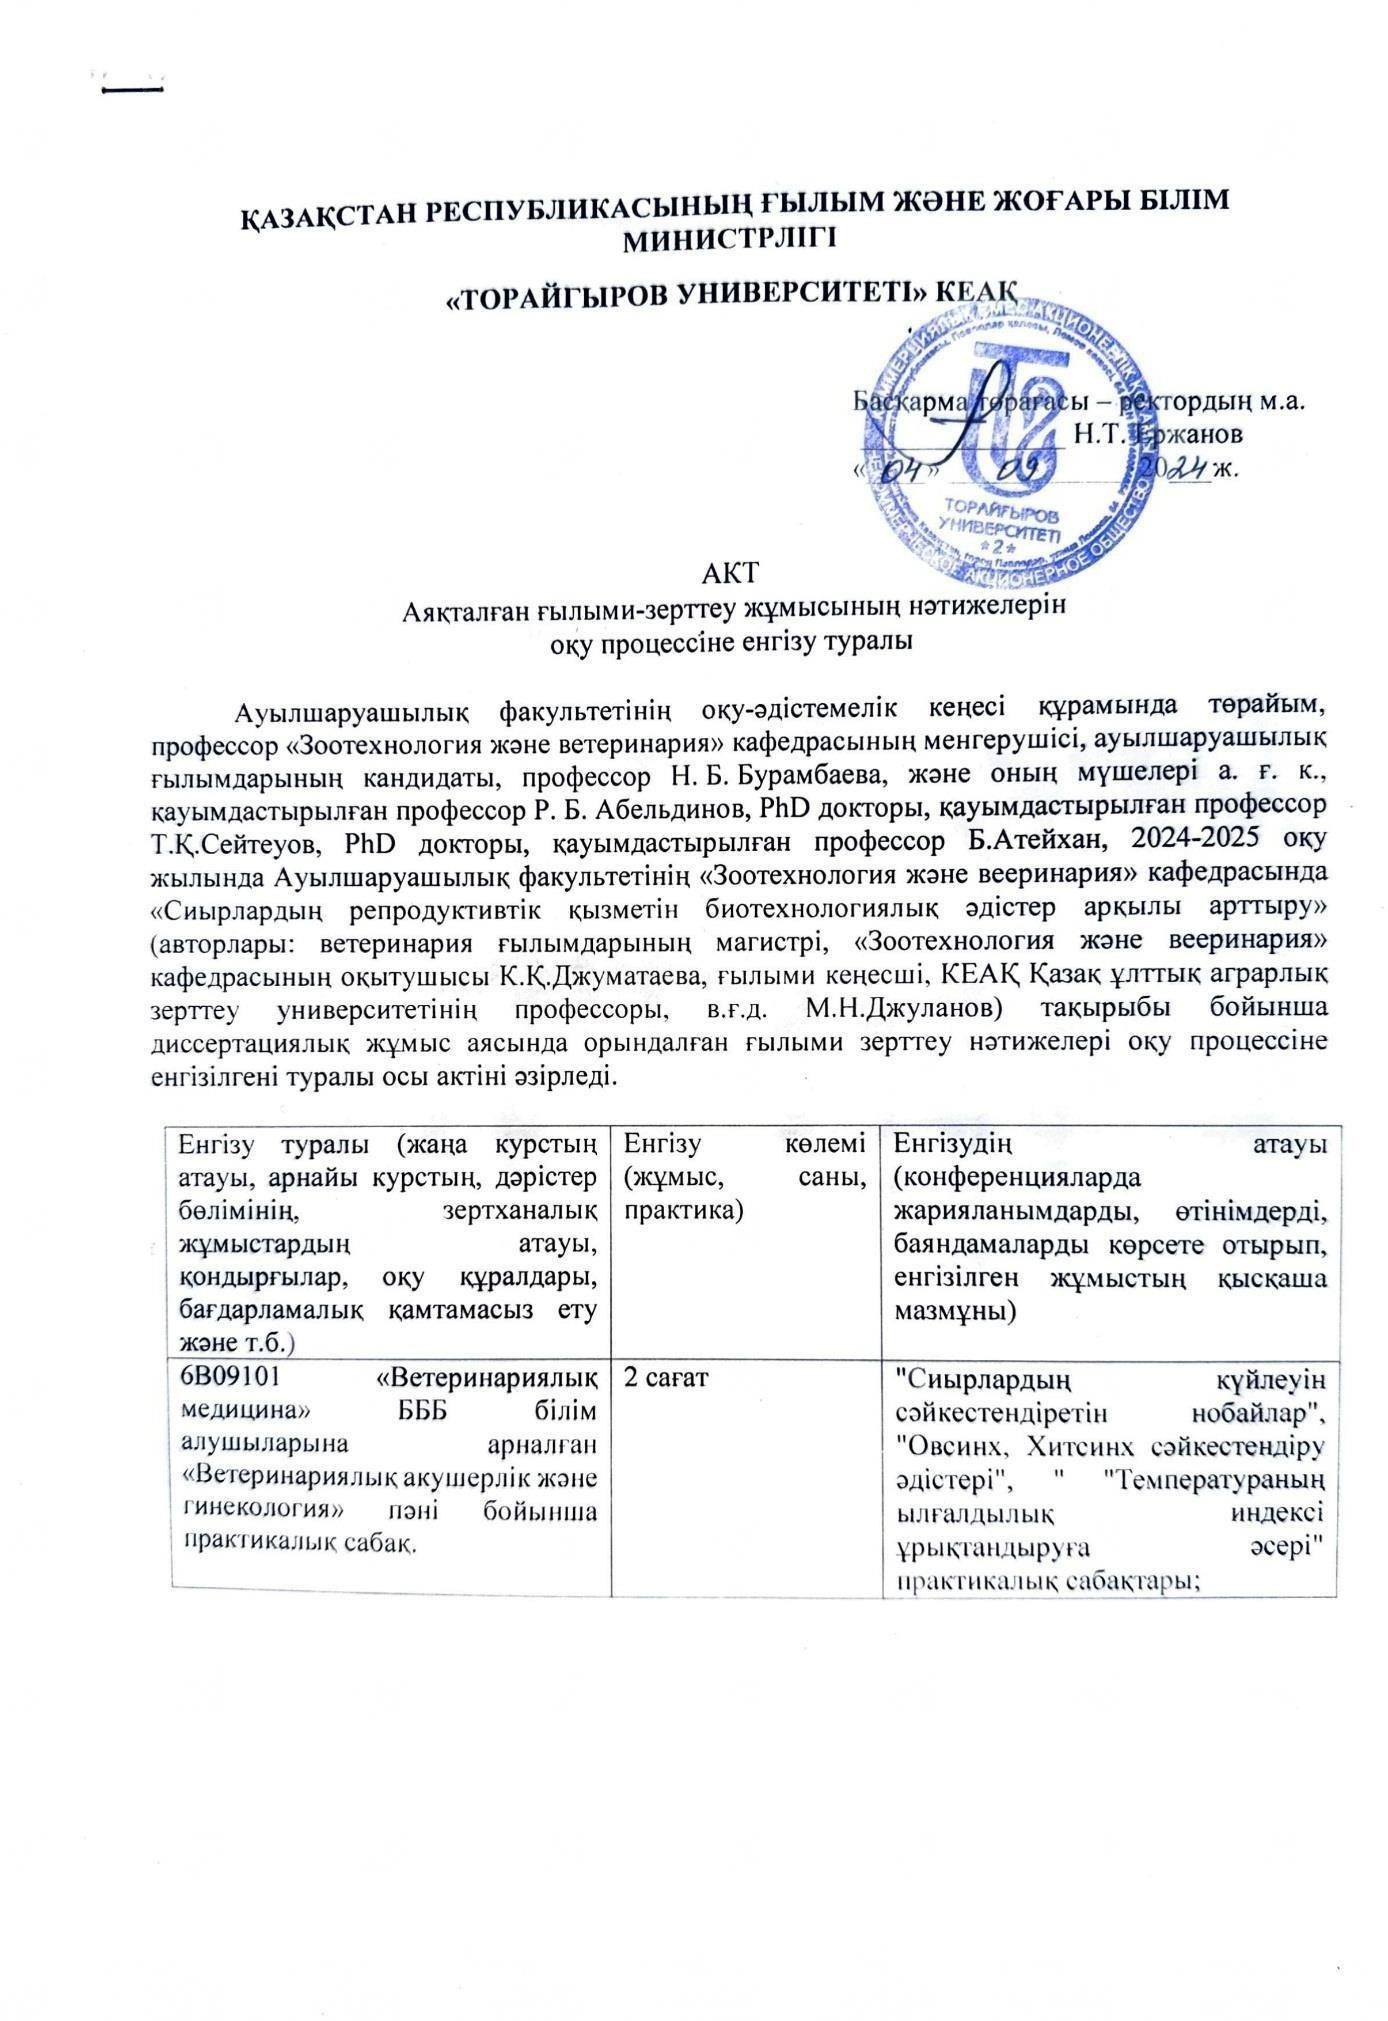 ҚАЗАҚСТАН РЕСПУБЛИКАСЫНЫҢ ҒЫЛЫМ ЖӘНЕ ЖОҒАРЫ БІЛІМ
МИНИСТРЛІГІ
«ТОРАЙГЫРОВ УНИВЕРСИТЕТІ» КЕАҚ
Басқарма төрағасы – ректордың м.а.
Н.Т. Ержанов
«04» 09 2024 ж.
ТОРАЙҒЫРОВ
УНИВЕРСИТЕТІ
*2*
АКТ
Аяқталған ғылыми-зерттеу жұмысының нәтижелерін
оқу процессіне енгізу туралы
Ауылшаруашылық факультетінің оқу-әдістемелік кеңесі құрамында төрайым,
профессор «Зоотехнология және ветеринария» кафедрасының менгерушісі, ауылшаруашылық
ғылымдарының кандидаты, профессор Н. Б. Бурамбаева, және оның мүшелері а. ғ. к.,
қауымдастырылған профессор Р. Б. Абельдинов, PhD докторы, қауымдастырылған профессор
Т.Қ.Сейтеуов, PhD докторы, қауымдастырылған профессор Б.Атейхан, 2024-2025 оқу
жылында Ауылшаруашылық факультетінің «Зоотехнология және вееринария» кафедрасында
«Сиырлардың репродуктивтік қызметін биотехнологиялық әдістер арқылы арттыру»
(авторлары: ветеринария ғылымдарының магистрі, «Зоотехнология және вееринария»
кафедрасының оқытушысы К.Қ.Джуматаева, ғылыми кеңесші, КЕАҚ Қазақ ұлттық аграрлық
зерттеу университетінің профессоры, в.ғ.д. М.Н.Джуланов) тақырыбы бойынша
диссертациялық жұмыс аясында орындалған ғылыми зерттеу нәтижелері оқу процессіне
енгізілгені туралы осы актіні әзірледі.
Енгізу туралы (жаңа курстың
атауы, арнайы курстың, дәрістер
бөлімінің, зертханалық
жұмыстардың атауы,
қондырғылар, оқу құралдары,
бағдарламалық қамтамасыз ету
және т.б.)
Енгізу көлемі
(жұмыс, саны,
практика)
Енгізудің атауы
(конференцияларда
жарияланымдарды, өтінімдерді,
баяндамаларды көрсете отырып,
енгізілген жұмыстың қысқаша
мазмұны)
6В09101 «Ветеринариялық
медицина» БББ білім
алушыларына арналған
«Ветеринариялық акушерлік және
гинекология» пәні бойынша
практикалық сабақ.
2 сағат
"Сиырлардың күйлеуін
сәйкестендіретін нобайлар",
"Овсинх, Хитсинх сәйкестендіру
әдістері", " "Температураның
ылғалдылық индексі
ұрықтандыруға әсері"
практикалық сабақтары;